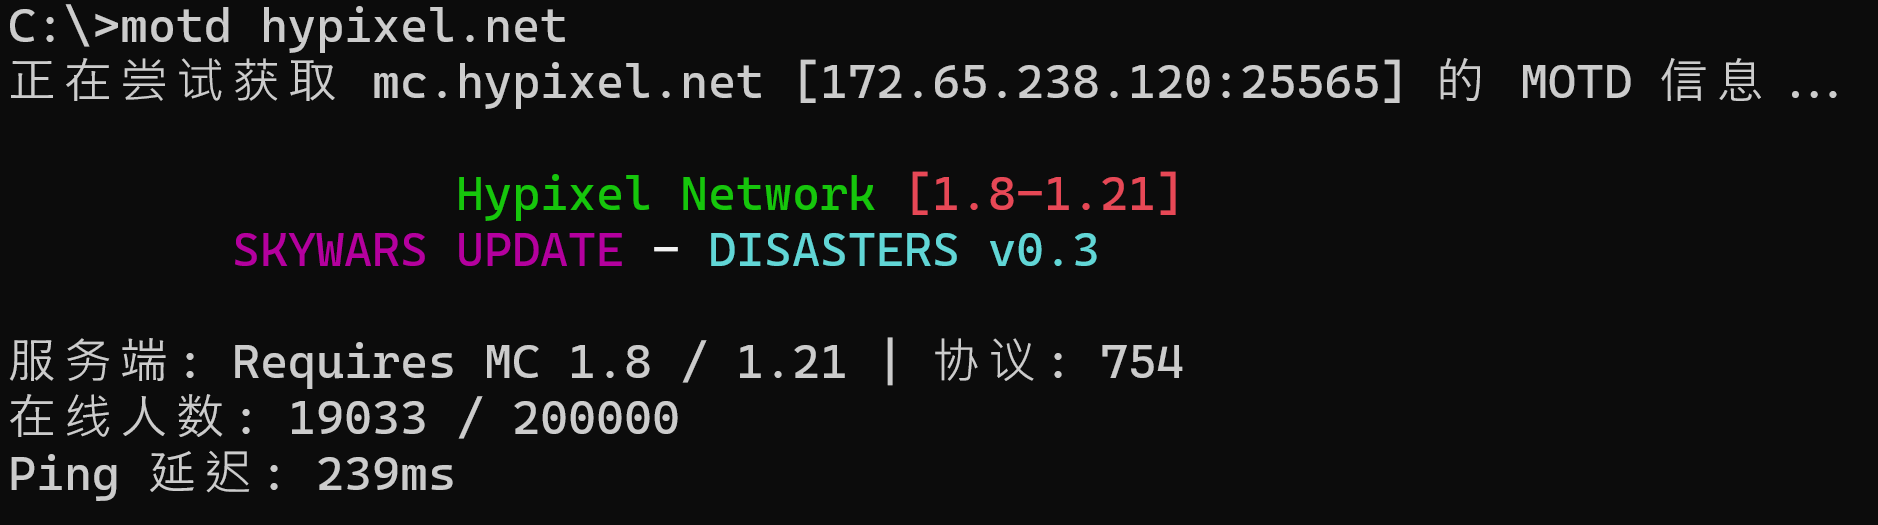 C:\>motd hypixel.net
正在尝试获取 mc.hypixel.net [172.65.238.120:25565] 的 MOTD 信息...
Hypixel Network [1.8-1.21]
SKYWARS UPDATE - DISASTERS v0.3
服务端: Requires MC 1.8 / 1.21 | 协议: 754
在线人数: 19033 / 200000
Ping 延迟: 239ms